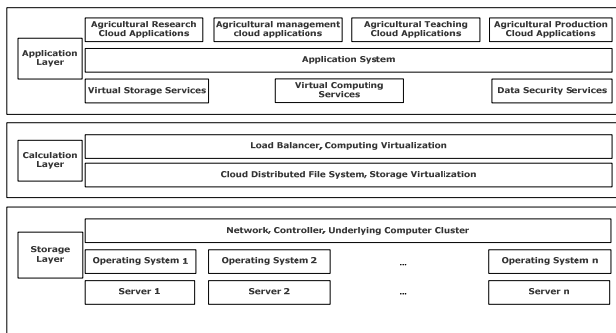 Agricultural Research Cloud Applications
Agricultural management cloud applications
Agricultural Teaching Cloud Applications
Agricultural Production Cloud Applications
Application Layer
Application System
Virtual Storage Services
Virtual Computing Services
Data Security Services
Calculation Layer
Load Balancer, Computing Virtualization
Cloud Distributed File System, Storage Virtualization
Storage Layer
Network, Controller, Underlying Computer Cluster
Operating System 1
Operating System 2
...
Operating System n
Server 1
Server 2
...
Server n